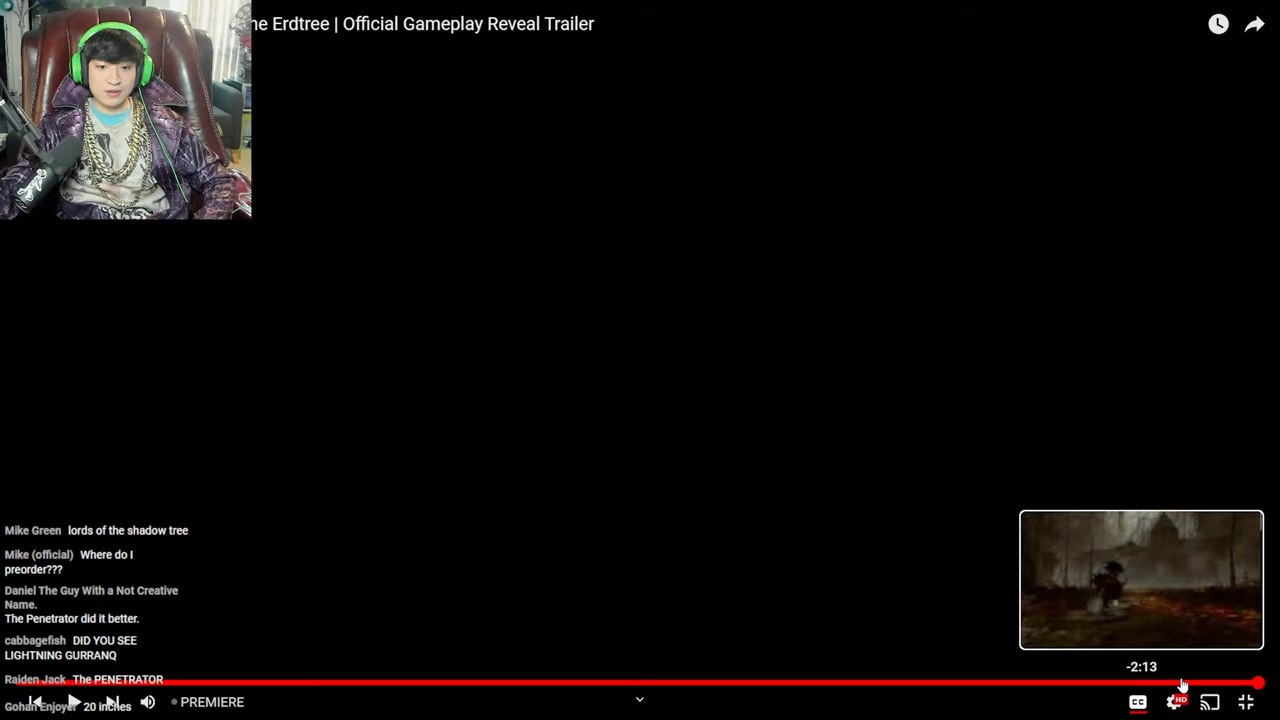 he Erdtree | Official Gameplay Reveal Trailer
Mike Green lords of the shadow tree
Mike (official) Where do I
preorder???
Daniel The Guy With a Not Creative
Name.
The Penetrator did it better.
cabbagefish DID YOU SEE
LIGHTNING GURRANQ
Raiden Jack The PENETRATOR
Gohan Enjoyer 20 inches
-2:13
PREMIERE
CC
HD